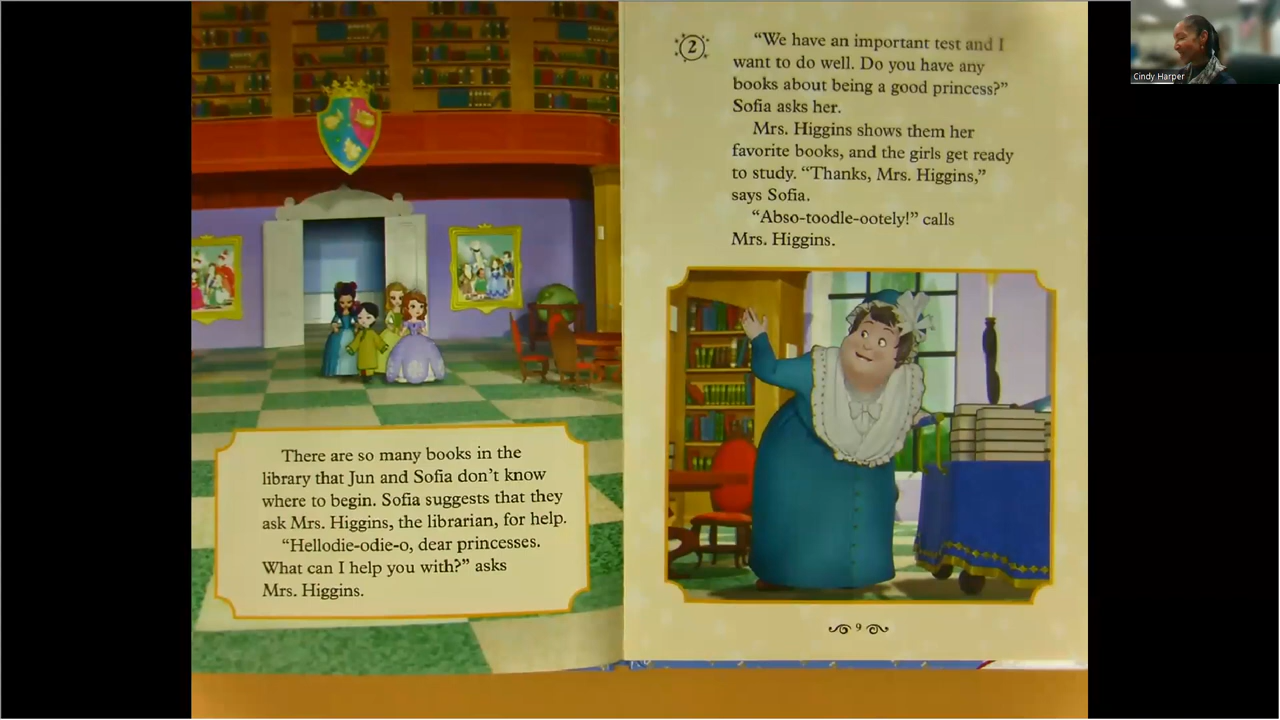 There are so many books in the
library that Jun and Sofia don't know
where to begin. Sofia suggests that they
ask Mrs. Higgins, the librarian, for help.
"Hellodie-odie-o, dear princesses.
What can I help you with?" asks
Mrs. Higgins.
2
"We have an important test and I
want to do well. Do you have any
books about being a good princess?"
Sofia asks her.
Mrs. Higgins shows them her
favorite books, and the girls get ready
to study. "Thanks, Mrs. Higgins,"
says Sofia.
"Abso-toodle-ootely!" calls
Mrs. Higgins.
9
Cindy Harper